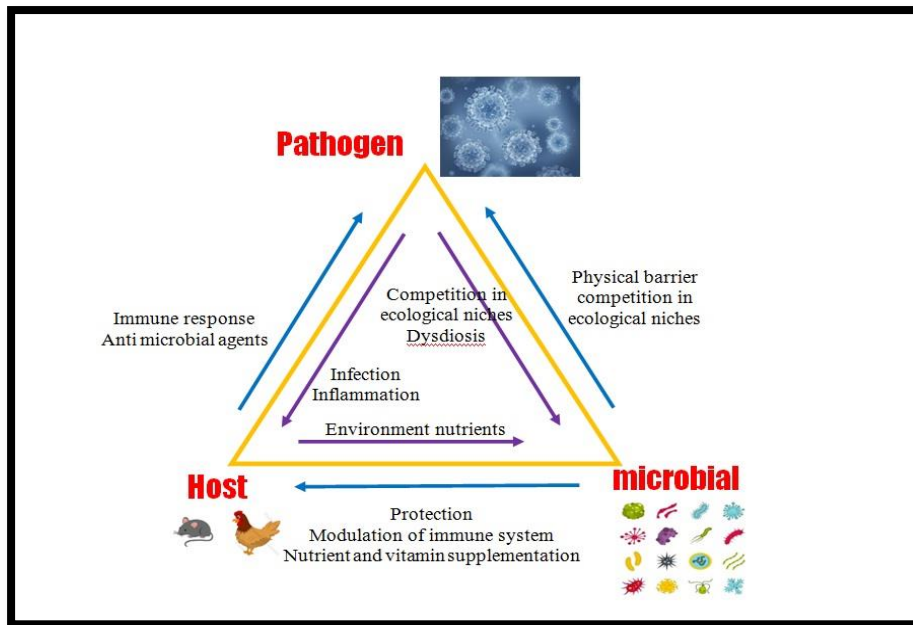 Pathogen
Physical barrier
competition in
ecological niches
Competition in
ecological niches
Dysdiosis
Immune response
Anti microbial agents
Infection
Inflammation
Environment nutrients
Host
microbial
Protection
Modulation of immune system
Nutrient and vitamin supplementation